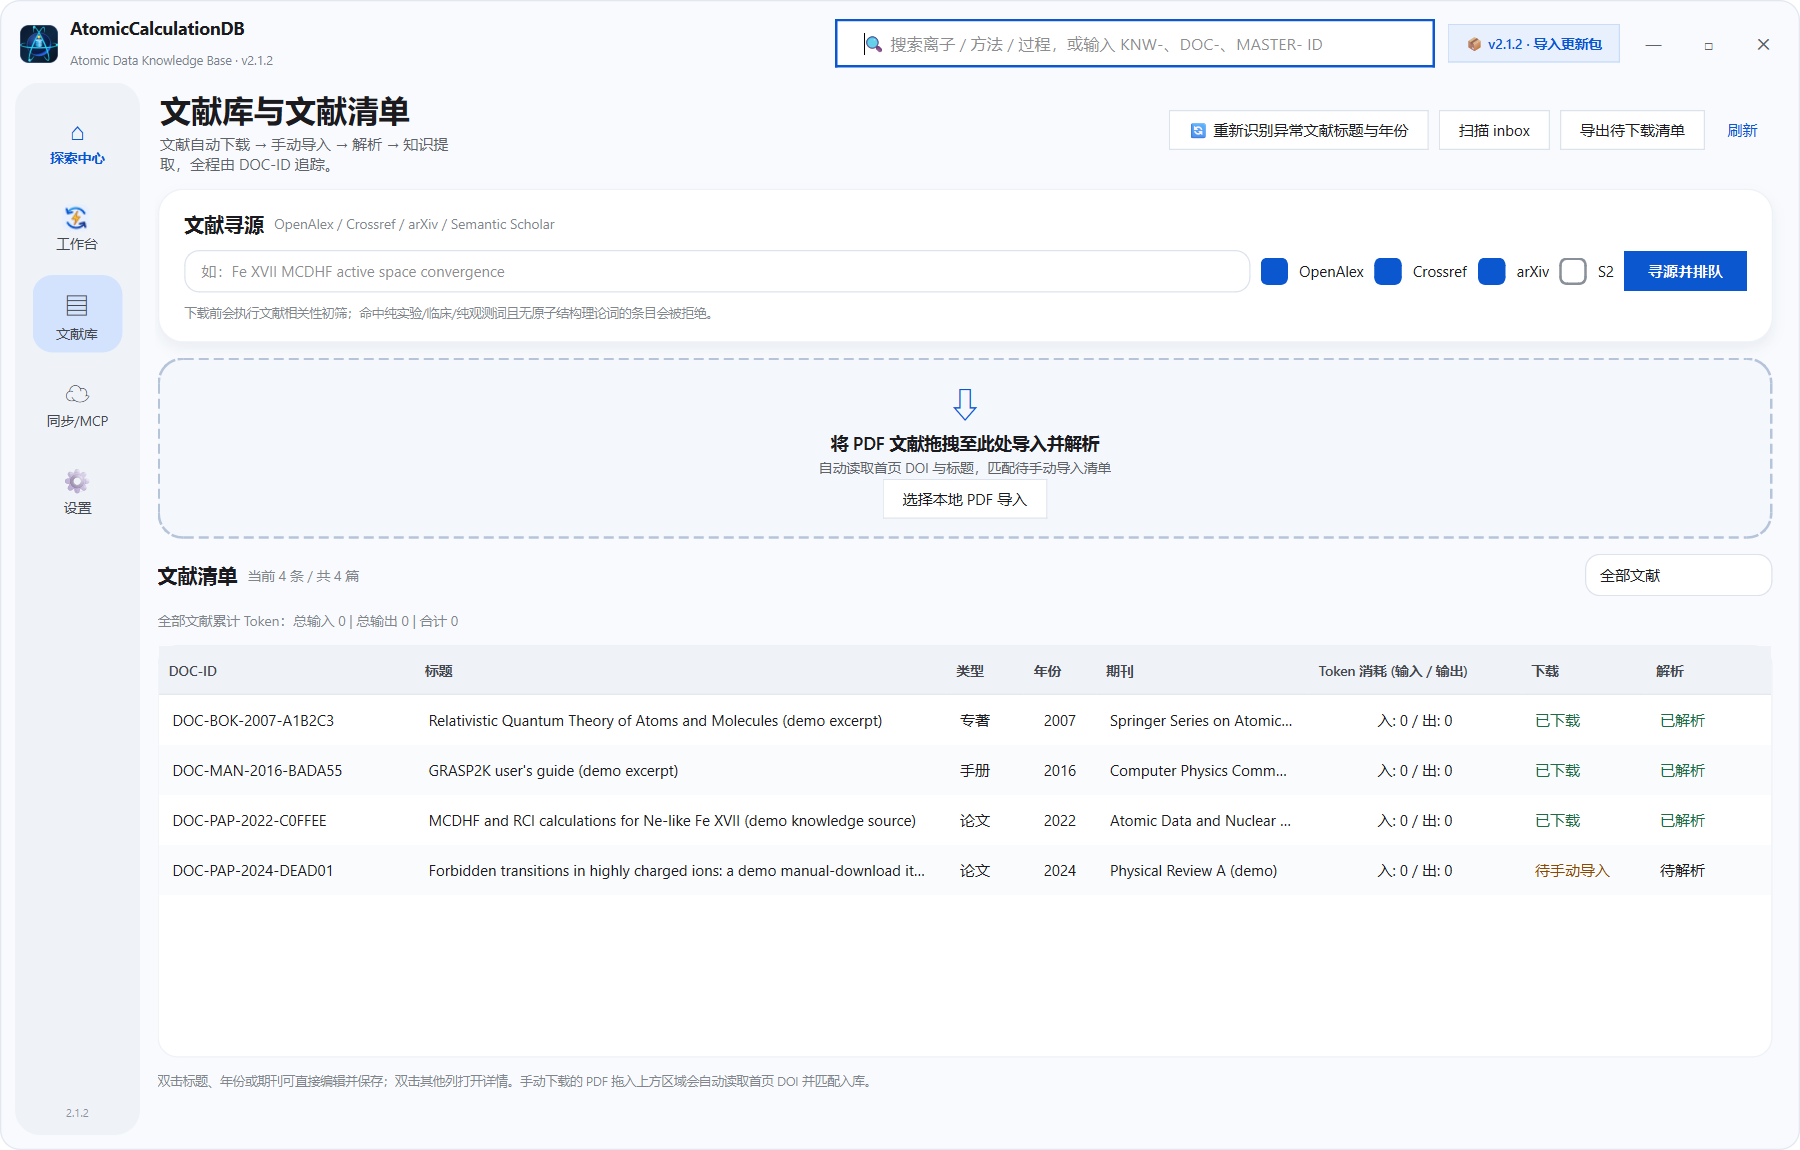 AtomicCalculationDB
Atomic Data Knowledge Base · v2.1.2
搜索离子 / 方法 / 过程，或输入 KNW-、DOC-、MASTER- ID
v2.1.2 · 导入更新包
探索中心
工作台
文献库
同步/MCP
设置
2.1.2
文献库与文献清单
文献自动下载 → 手动导入 → 解析 → 知识提
取，全程由 DOC-ID 追踪。
重新识别异常文献标题与年份
扫描 inbox
导出待下载清单
刷新
文献寻源 OpenAlex / Crossref / arXiv / Semantic Scholar
如：Fe XVII MCDHF active space convergence
OpenAlex
Crossref
arXiv
S2
寻源并排队
下载前会执行文献相关性初筛；命中纯实验/临床/纯观测词且无原子结构理论词的条目会被拒绝。
将 PDF 文献拖拽至此处导入并解析
自动读取首页 DOI 与标题，匹配待手动导入清单
选择本地 PDF 导入
文献清单 当前 4 条 / 共 4 篇
全部文献
全部文献累计 Token：总输入 0 | 总输出 0 | 合计 0
DOC-ID 标题 类型 年份 期刊 Token 消耗 (输入 / 输出) 下载 解析
DOC-BOK-2007-A1B2C3 Relativistic Quantum Theory of Atoms and Molecules (demo excerpt) 专著 2007 Springer Series on Atomic... 入: 0 / 出: 0 已下载 已解析
DOC-MAN-2016-BADA55 GRASP2K user's guide (demo excerpt) 手册 2016 Computer Physics Comm... 入: 0 / 出: 0 已下载 已解析
DOC-PAP-2022-C0FFEE MCDHF and RCI calculations for Ne-like Fe XVII (demo knowledge source) 论文 2022 Atomic Data and Nuclear ... 入: 0 / 出: 0 已下载 已解析
DOC-PAP-2024-DEAD01 Forbidden transitions in highly charged ions: a demo manual-download it... 论文 2024 Physical Review A (demo) 入: 0 / 出: 0 待手动导入 待解析
双击标题、年份或期刊可直接编辑并保存；双击其他列打开详情。手动下载的 PDF 拖入上方区域会自动读取首页 DOI 并匹配入库。